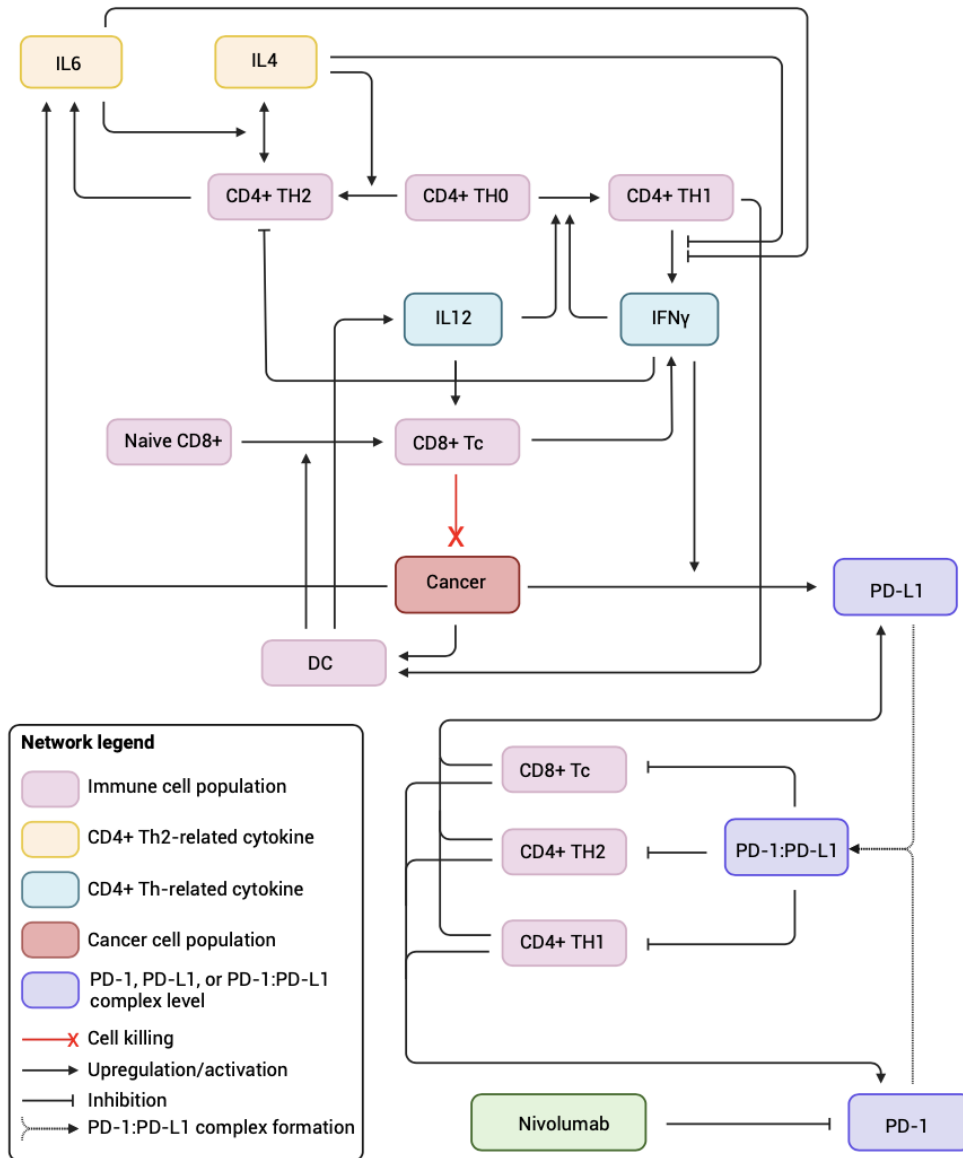 IL6
IL4
CD4+ TH2
CD4+ TH0
CD4+ TH1
IL12
IFNγ
Naive CD8+
CD8+ Tc
Cancer
PD-L1
DC
Network legend
Immune cell population
CD4+ Th2-related cytokine
CD4+ Th-related cytokine
Cancer cell population
PD-1, PD-L1, or PD-1:PD-L1
complex level
Cell killing
Upregulation/activation
Inhibition
PD-1:PD-L1 complex formation
CD8+ Tc
CD4+ TH2
PD-1:PD-L1
CD4+ TH1
Nivolumab
PD-1